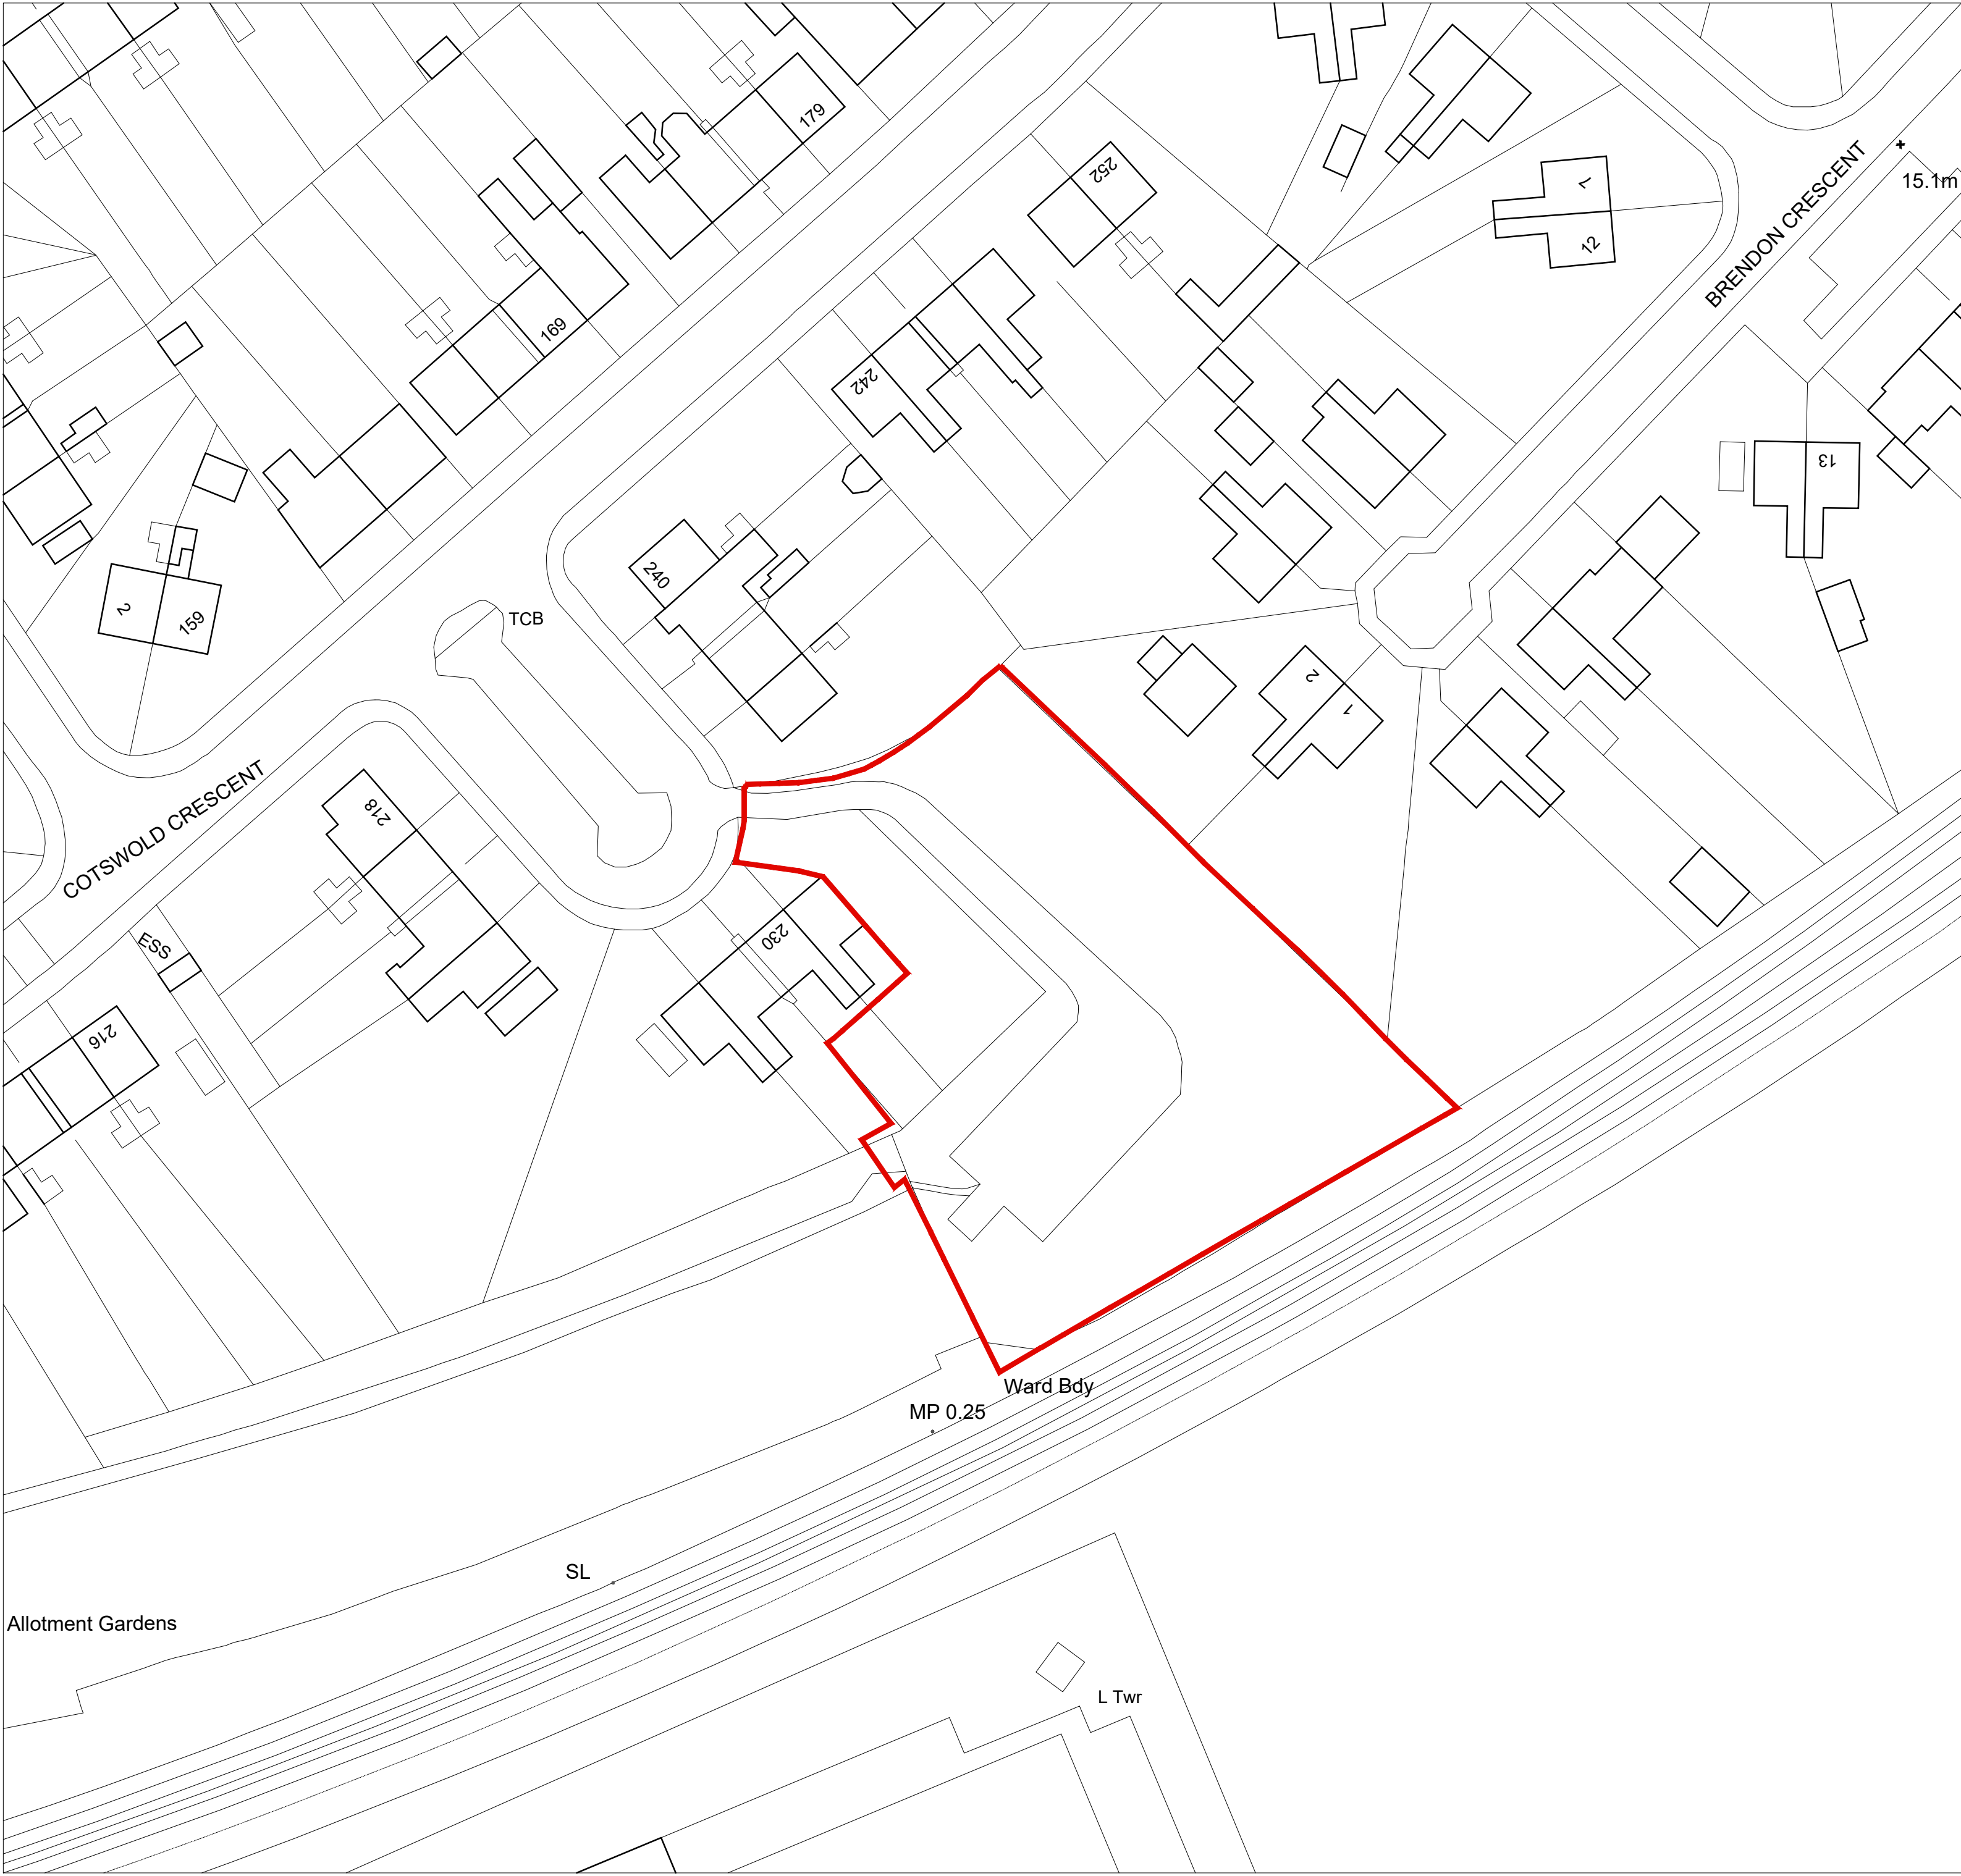 179
252
7
12
BRENDON CRESCENT
15.1m
169
242
13
240
2
159
TCB
2
1
COTSWOLD CRESCENT
218
230
ESS
216
Ward Bdy
MP 0.25
SL
Allotment Gardens
L Twr